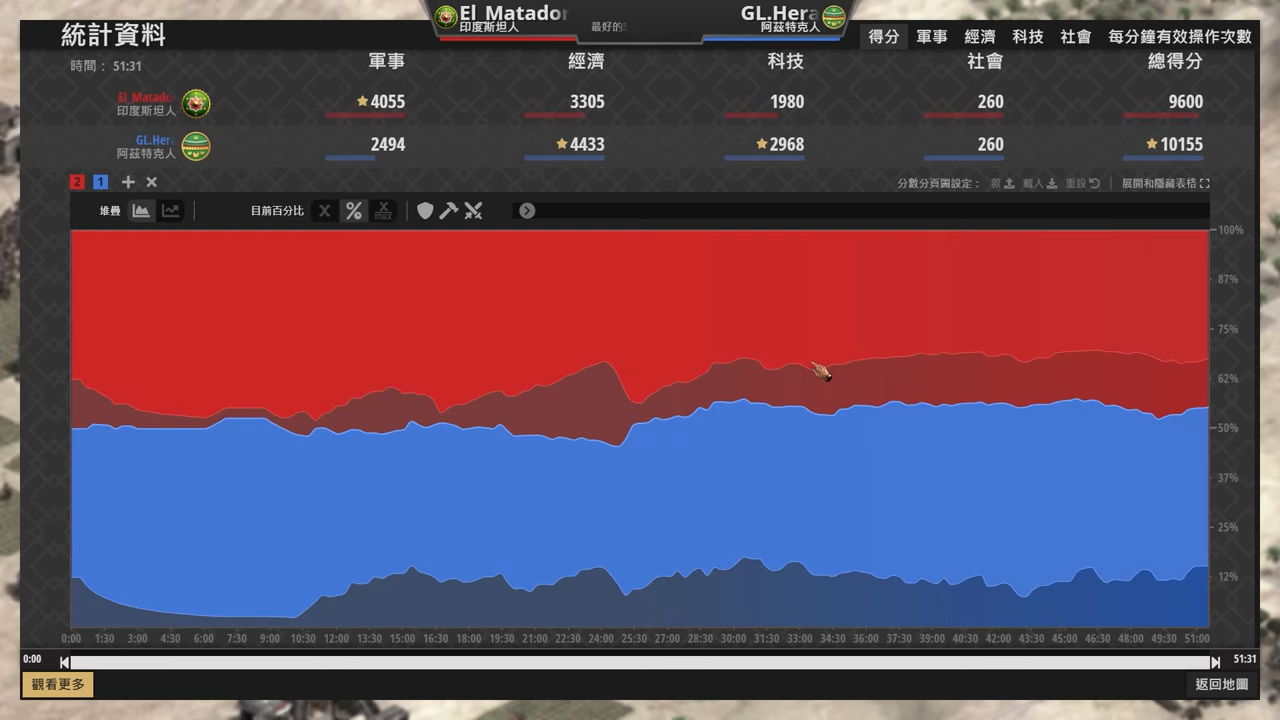 El_Matador
印度斯坦人
最好的
GL.Hera
阿茲特克人
統計資料
得分 軍事 經濟 科技 社會 每分鐘有效操作次數
時間： 51:31
軍事 經濟 科技 社會 總得分
El_Matado
印度斯坦人
4055 3305 1980 260 9600
GL.Her
阿茲特克人
2494 4433 2968 260 10155
2 1
分數分頁圖設定： 載入 重設 展開和隱藏表格
堆疊 目前百分比 X % X max
100%
87%
75%
62%
50%
37%
25%
12%
0:00 1:30 3:00 4:30 6:00 7:30 9:00 10:30 12:00 13:30 15:00 16:30 18:00 19:30 21:00 22:30 24:00 25:30 27:00 28:30 30:00 31:30 33:00 34:30 36:00 37:30 39:00 40:30 42:00 43:30 45:00 46:30 48:00 49:30 51:00
0:00 51:31
觀看更多 返回地圖